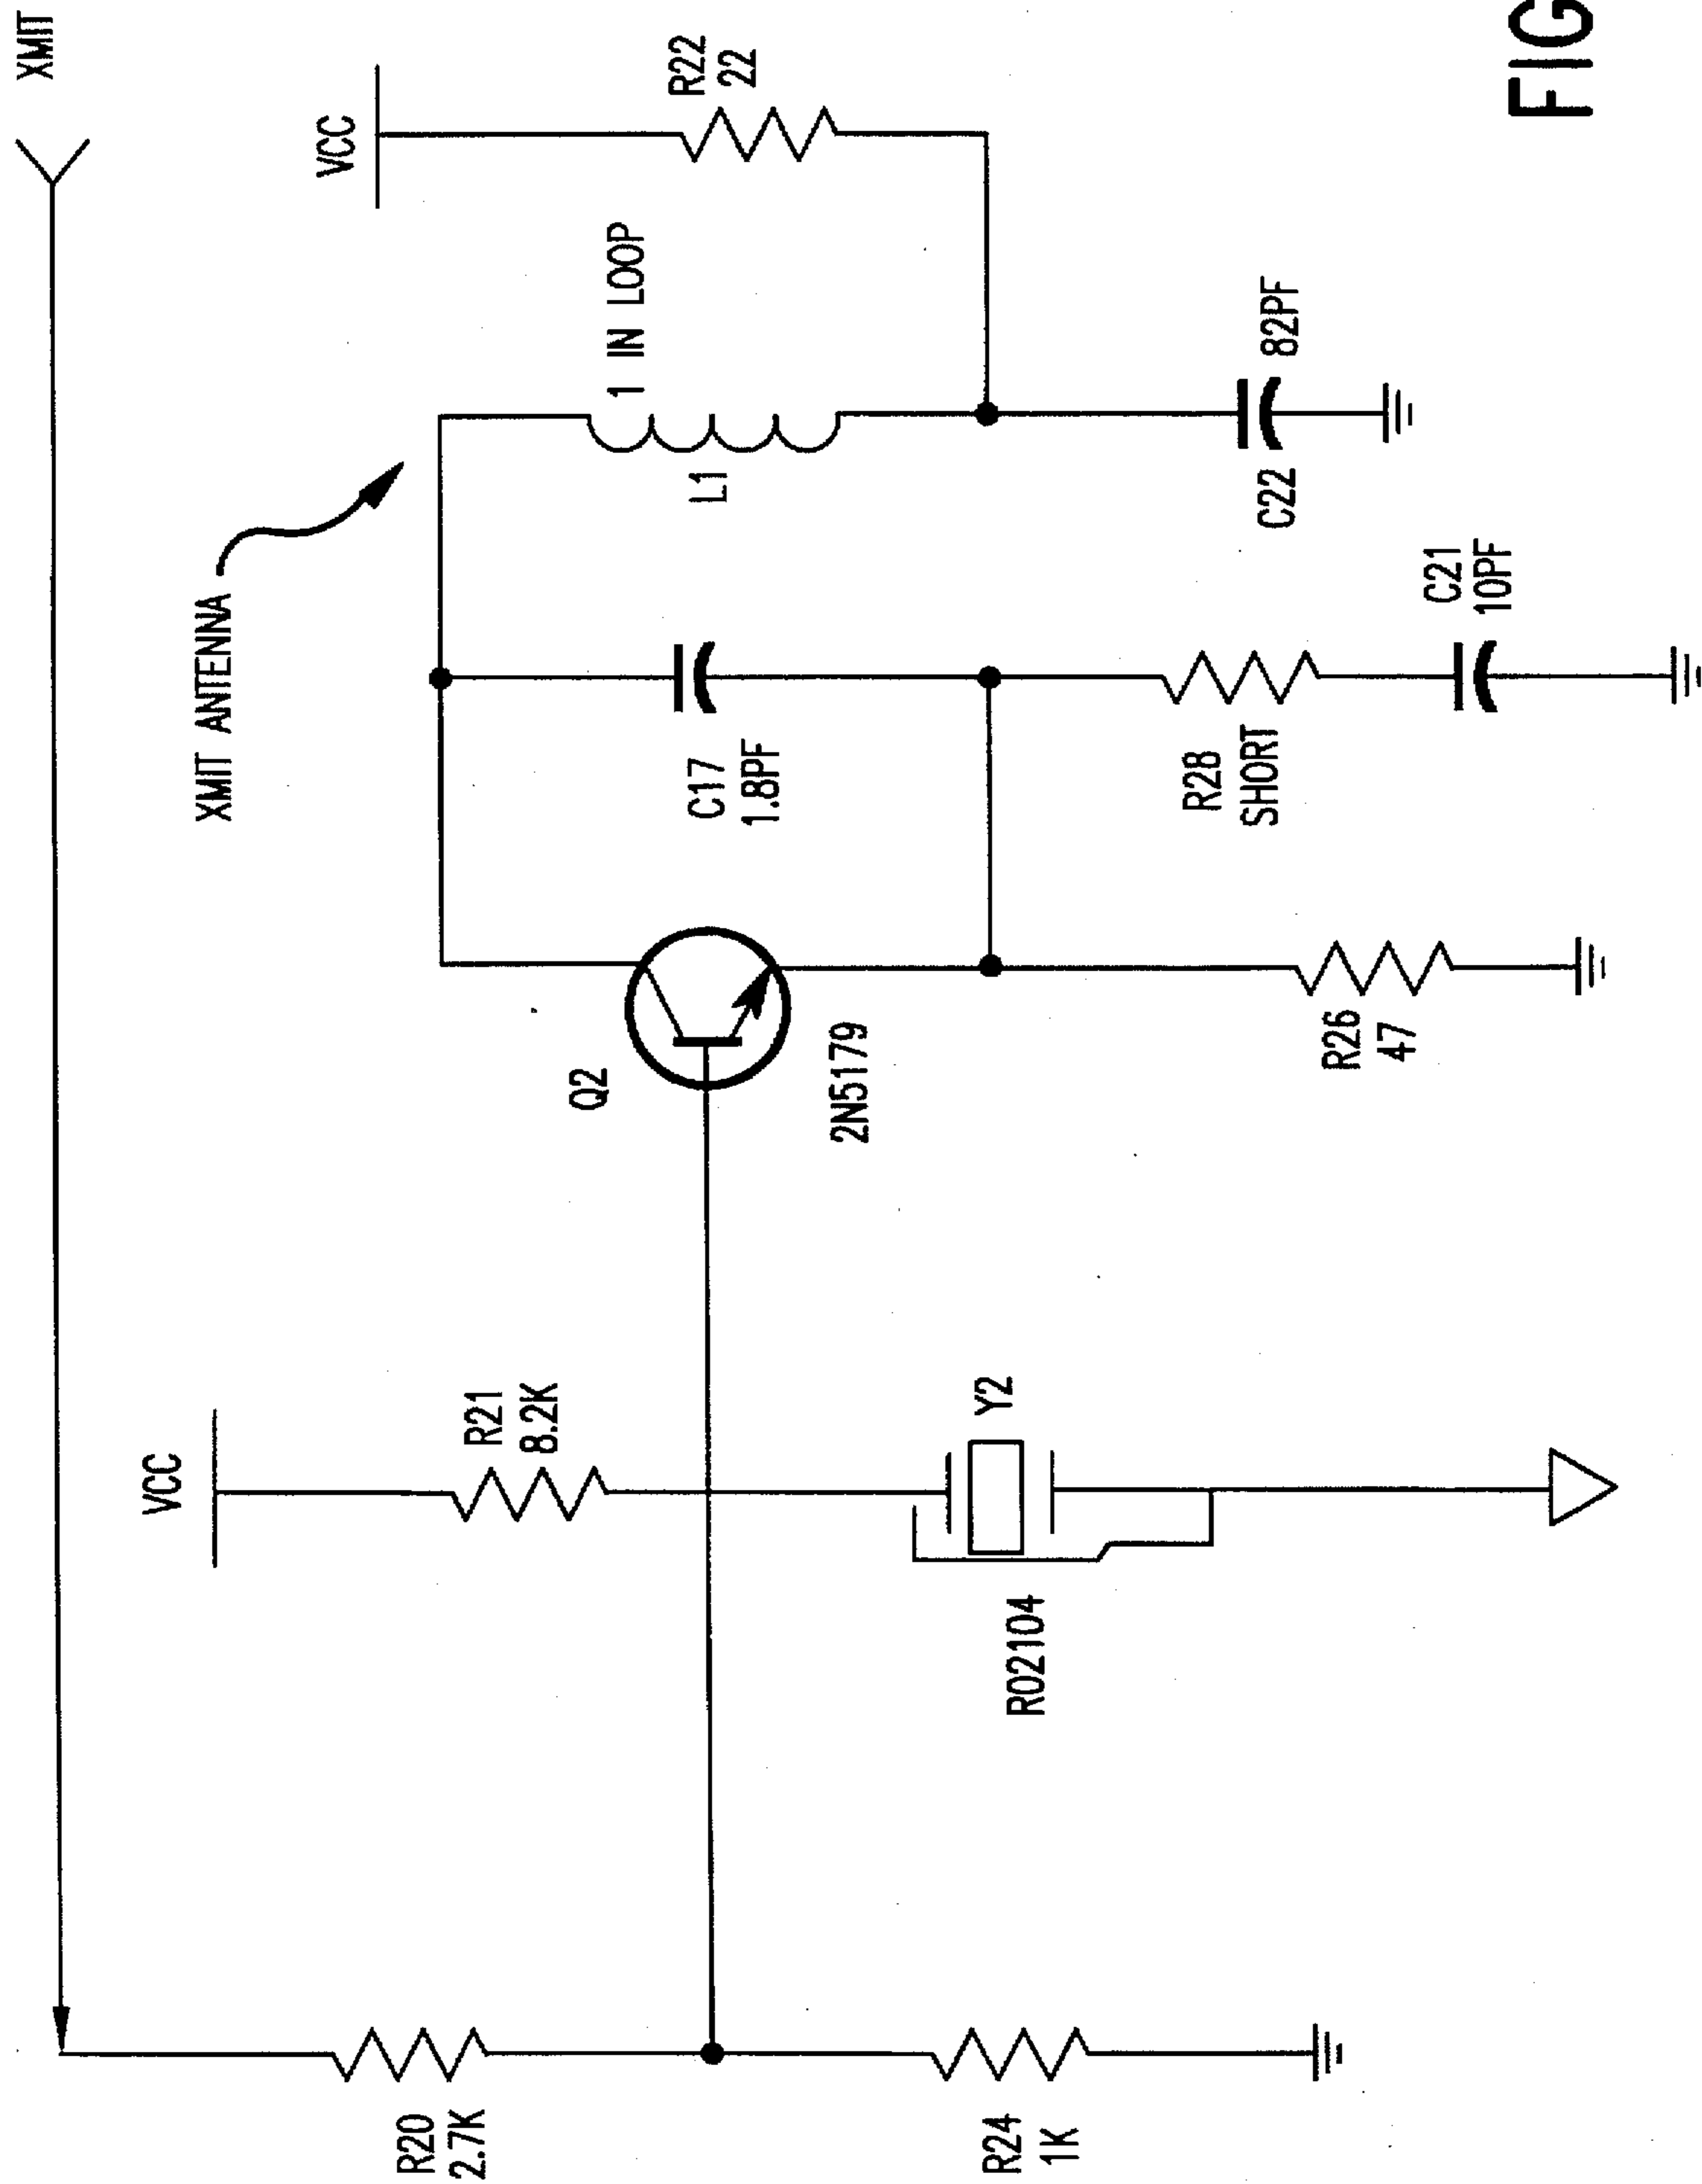 XMIT
VCC
XMIT ANTENNA
VCC
R20
2.7K
R21
8.2K
Q2
1 IN LOOP
R22
22
C17
1.8PF
L1
2N5179
R24
1K
Y2
R02104
R28
SHORT
C22
82PF
R26
47
C21
10PF
FIG